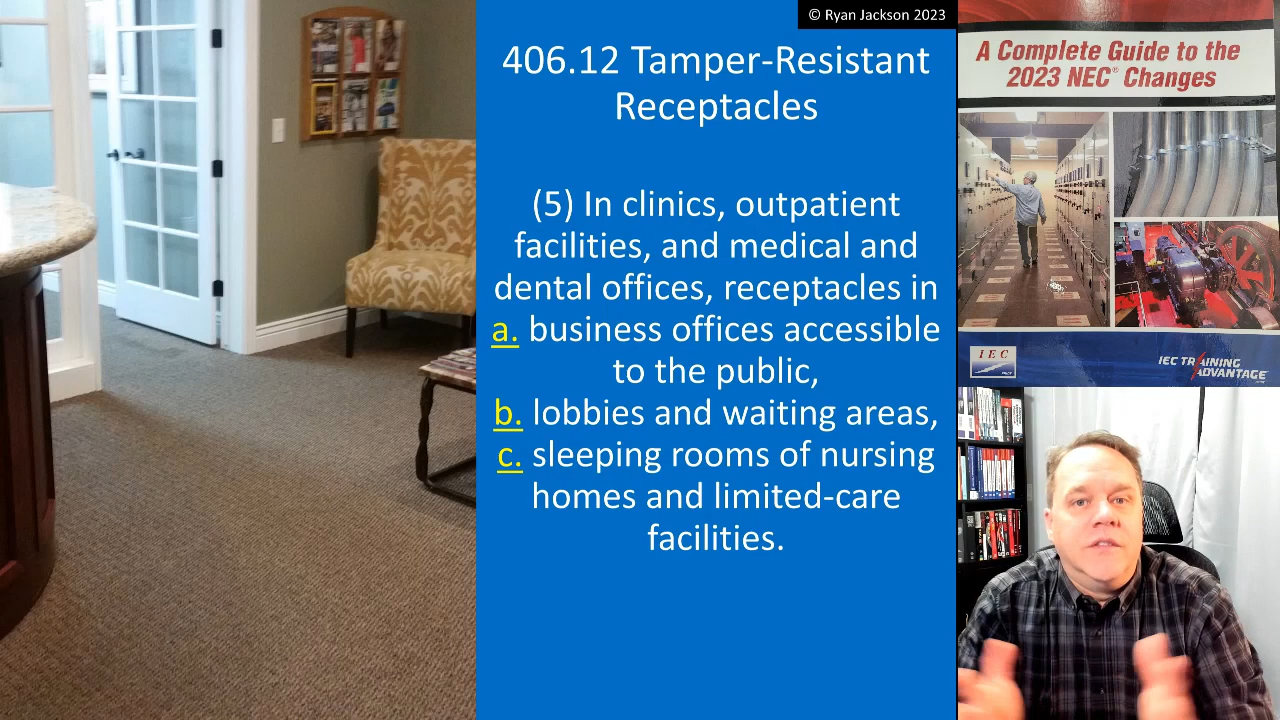 © Ryan Jackson 2023
406.12 Tamper-Resistant
Receptacles
(5) In clinics, outpatient
facilities, and medical and
dental offices, receptacles in
a. business offices accessible
to the public,
b. lobbies and waiting areas,
c. sleeping rooms of nursing
homes and limited-care
facilities.
A Complete Guide to the
2023 NEC® Changes
IEC
IEC TRAINING
ADVANTAGE